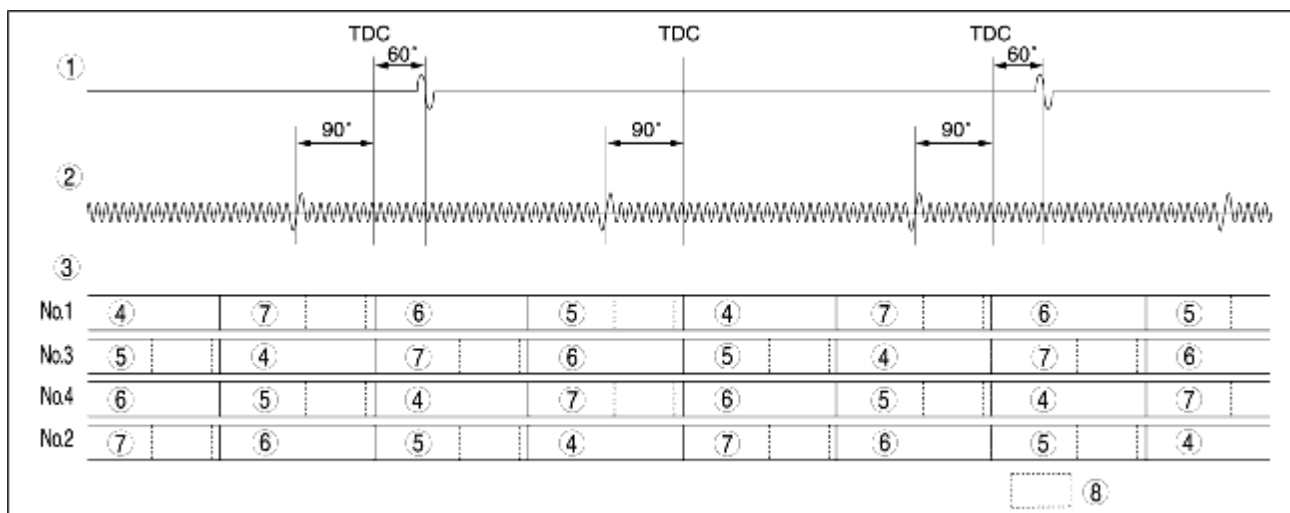 TDC TDC TDC
60° 60°
①
90° 90° 90°
②
③
No.1 ④ ⑦ ⑥ ⑤ ④ ⑦ ⑥ ⑤
No.3 ⑤ ④ ⑦ ⑥ ⑤ ④ ⑦ ⑥
No.4 ⑥ ⑤ ④ ⑦ ⑥ ⑤ ④ ⑦
No.2 ⑦ ⑥ ⑤ ④ ⑦ ⑥ ⑤ ④
⑧